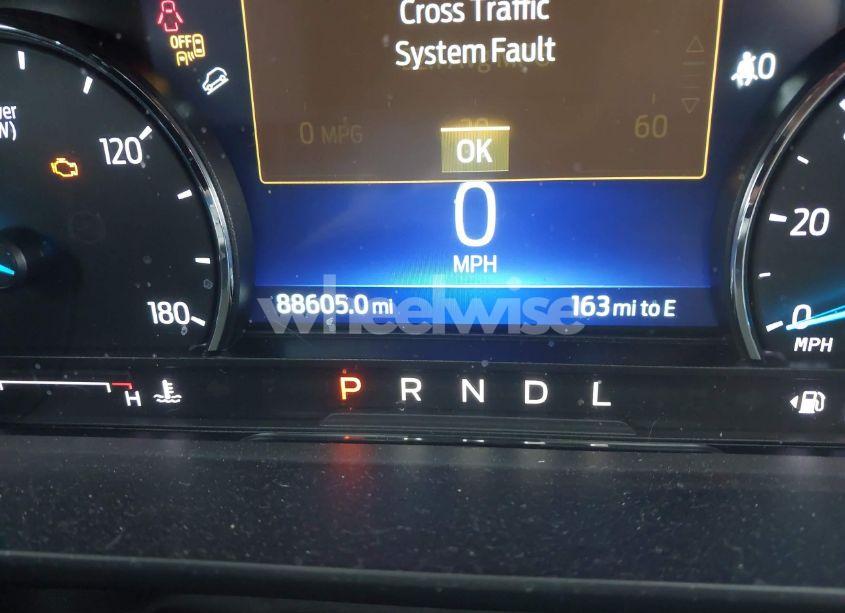 Cross Traffic
System Fault
OFF
120
0 MPG
60
OK
20
0
MPH
88605.0 mi
163 mi to E
wheelwise
180
0
MPH
H
P R N D L